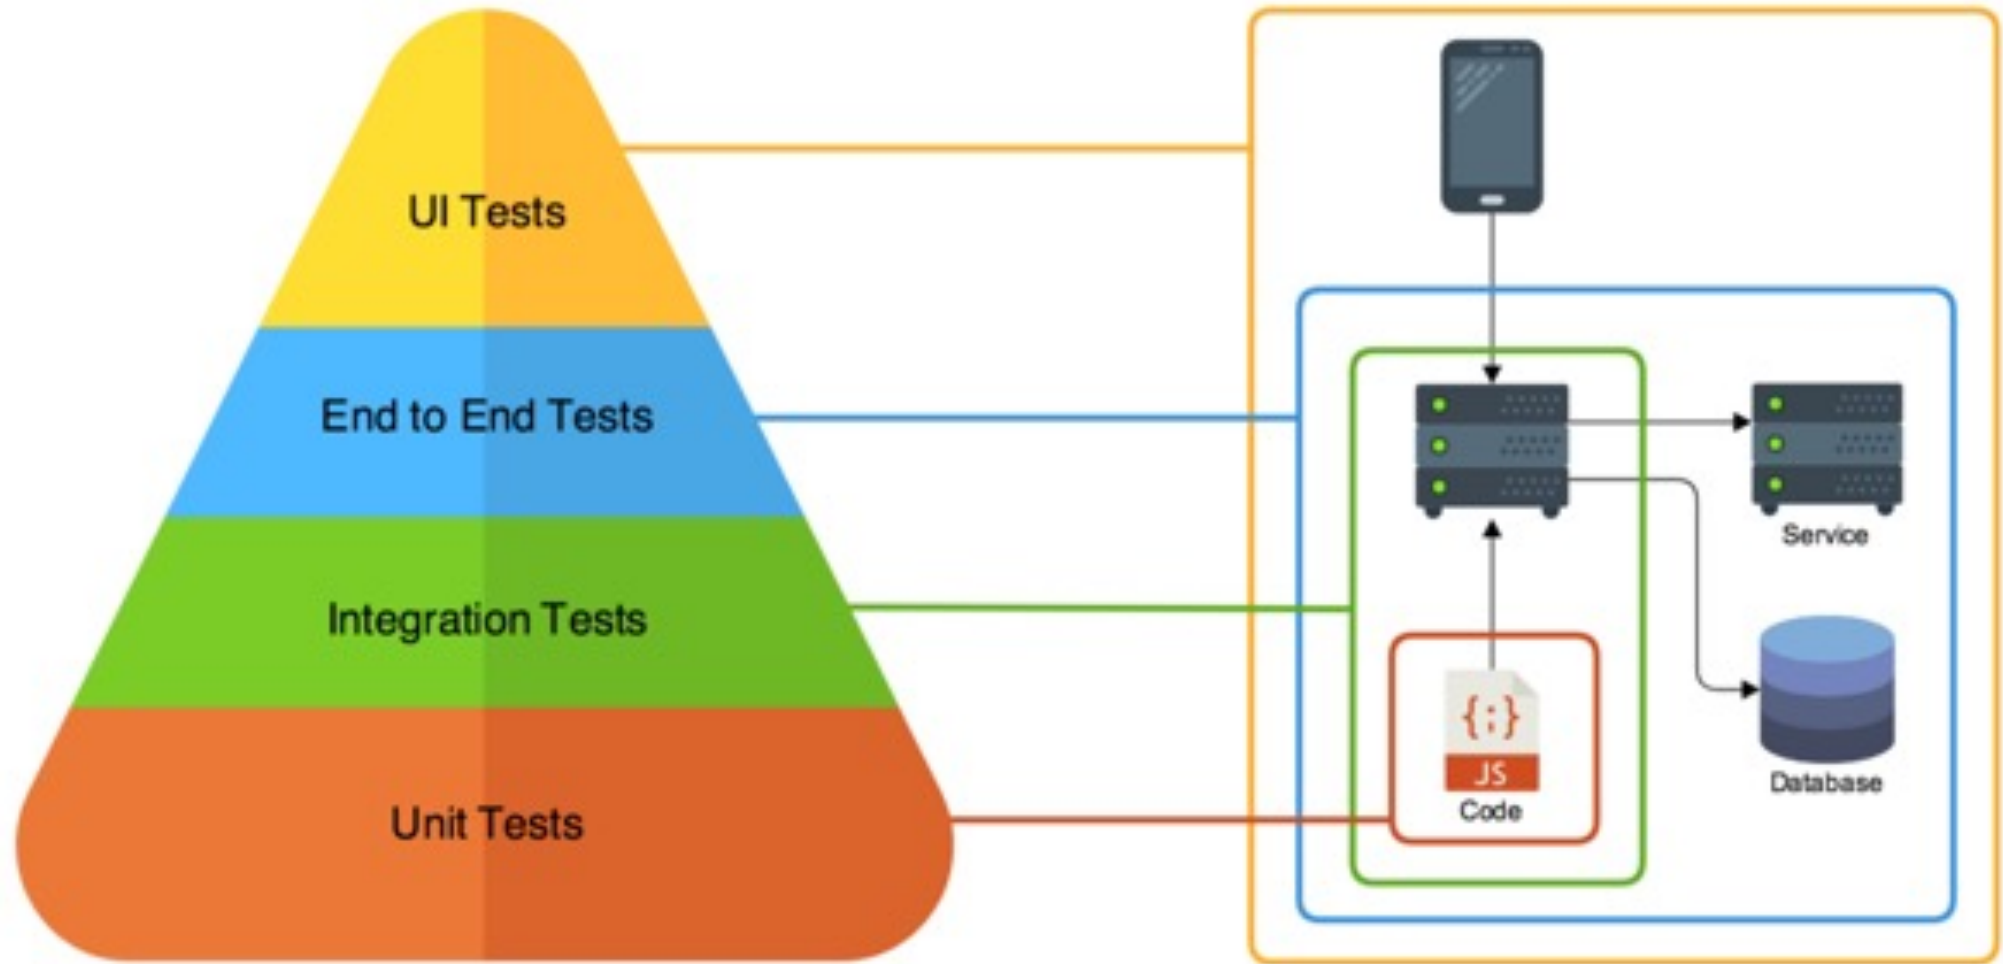 UI Tests
End to End Tests
Integration Tests
Unit Tests
Service
{;}
JS
Code
Database